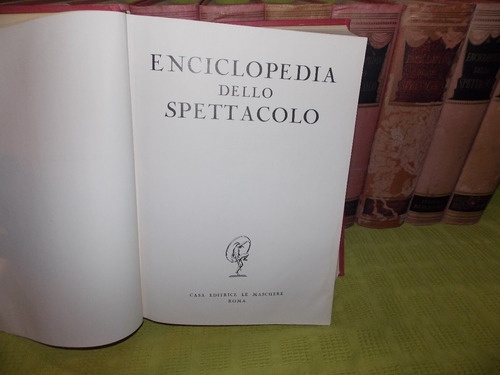 ENCICLOPEDIA
DELLO
SPETTACOLO
CASA EDITRICE LE MASCHERE
ROMA